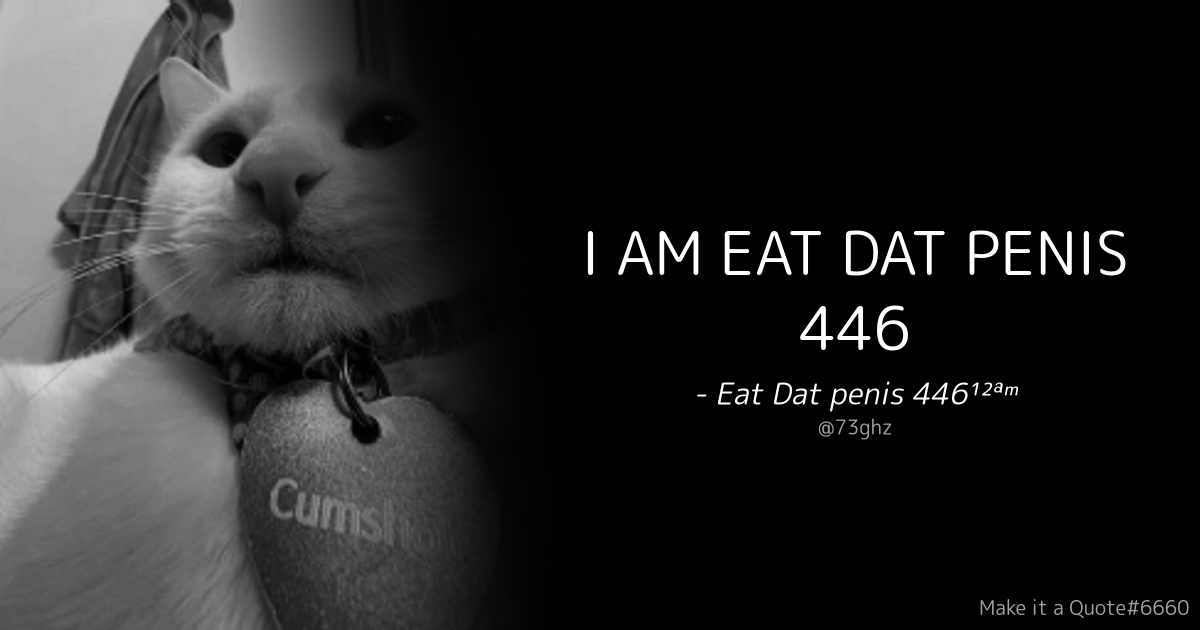 I AM EAT DAT PENIS
446
- Eat Dat penis 446¹²ᵃᵐ
@73ghz
Make it a Quote#6660